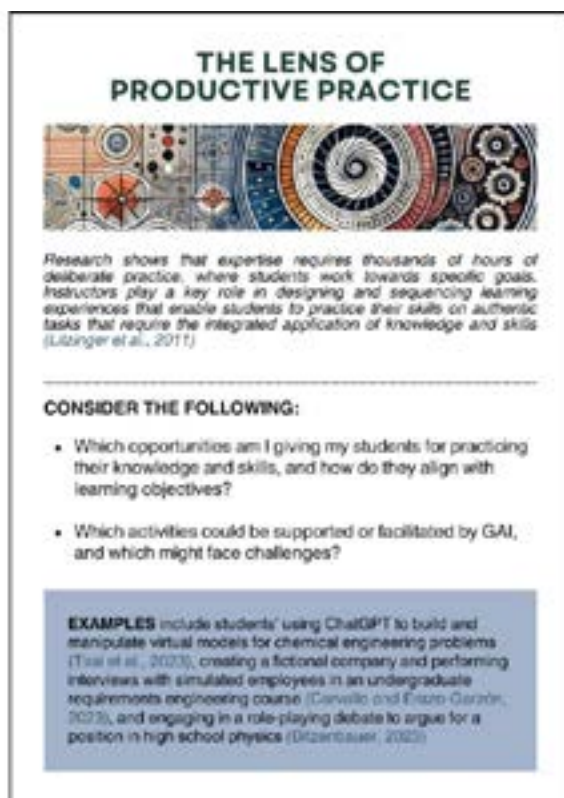 THE LENS OF
PRODUCTIVE PRACTICE
Research shows that expertise requires thousands of hours of
deliberate practice, where students work towards specific goals.
Instructors play a key role in designing and sequencing learning
experiences that enable students to practice their skills on authentic
tasks that require the integrated application of knowledge and skills
(Litzinger et al., 2011)
CONSIDER THE FOLLOWING:
• Which opportunities am I giving my students for practicing
their knowledge and skills, and how do they align with
learning objectives?
• Which activities could be supported or facilitated by GAI,
and which might face challenges?
EXAMPLES include students' using ChatGPT to build and
manipulate virtual models for chemical engineering problems
(Tsai et al., 2023), creating a fictional company and performing
interviews with simulated employees in an undergraduate
requirements engineering course (Carvallo and Erazo-Garzón,
2023), and engaging in a role-playing debate to argue for a
position in high school physics (Bitzenbauer, 2023)